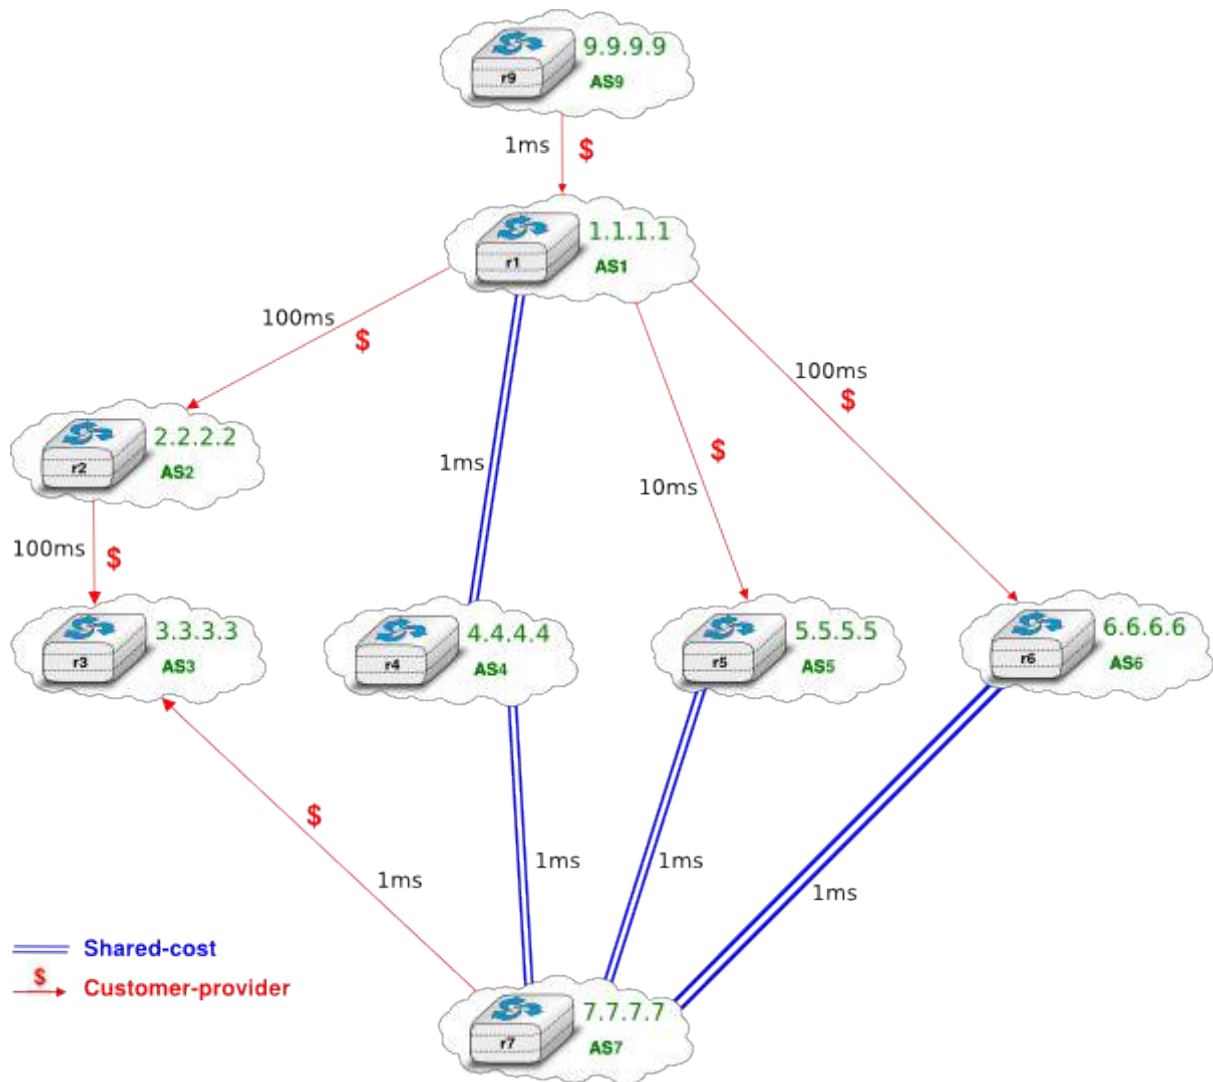 9.9.9.9
r9
AS9
1ms
$
1.1.1.1
r1
AS1
100ms
$
100ms
$
2.2.2.2
r2
AS2
1ms
$
10ms
100ms
$
3.3.3.3
r3
AS3
4.4.4.4
r4
AS4
5.5.5.5
r5
AS5
6.6.6.6
r6
AS6
$
1ms
1ms
1ms
1ms
Shared-cost
$
Customer-provider
7.7.7.7
r7
AS7